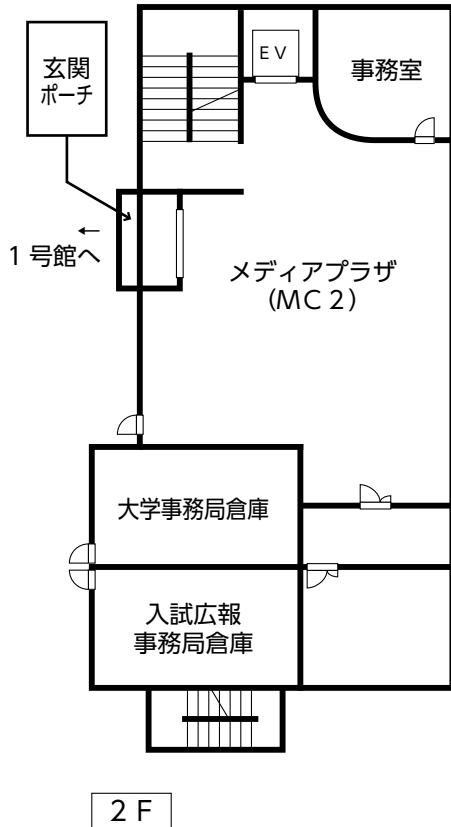 玄関
ポーチ
EV
事務室
←
1号館へ
メディアプラザ
(MC2)
大学事務局倉庫
入試広報
事務局倉庫
2F